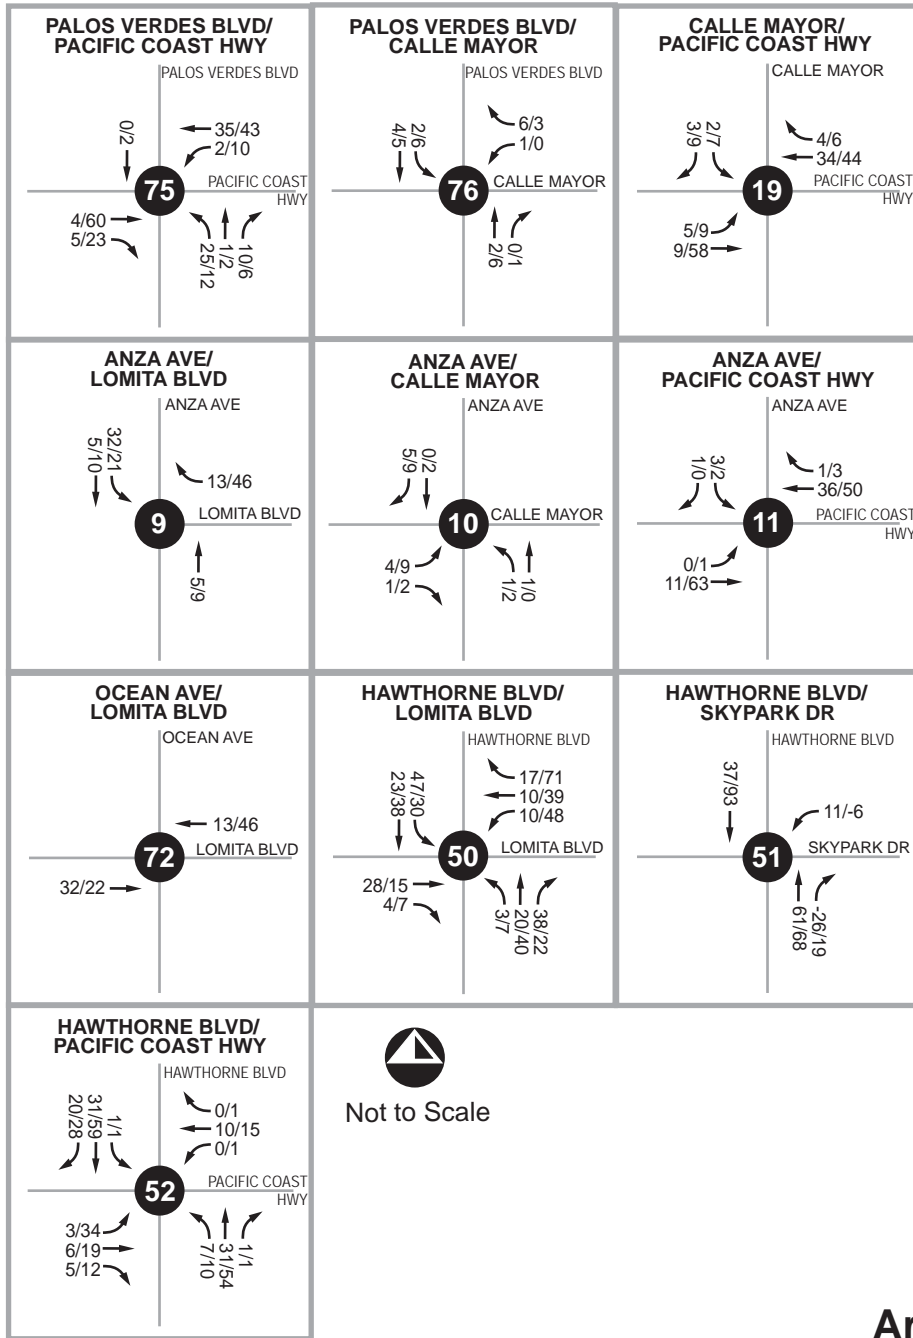 PALOS VERDES BLVD/
PACIFIC COAST HWY
PALOS VERDES BLVD
0/2
35/43
2/10
75
PACIFIC COAST
HWY
4/60
5/23
25/12
1/2
10/6
PALOS VERDES BLVD/
CALLE MAYOR
PALOS VERDES BLVD
4/5
2/6
6/3
1/0
76
CALLE MAYOR
2/6
0/1
CALLE MAYOR/
PACIFIC COAST HWY
CALLE MAYOR
3/9
2/7
4/6
34/44
19
PACIFIC COAST
HWY
5/9
9/58
ANZA AVE/
LOMITA BLVD
ANZA AVE
5/10
32/21
13/46
9
LOMITA BLVD
5/9
ANZA AVE/
CALLE MAYOR
ANZA AVE
5/9
0/2
10
CALLE MAYOR
4/9
1/2
1/2
1/0
ANZA AVE/
PACIFIC COAST HWY
ANZA AVE
1/0
3/2
1/3
36/50
11
PACIFIC COAST
HWY
0/1
11/63
OCEAN AVE/
LOMITA BLVD
OCEAN AVE
13/46
72
LOMITA BLVD
32/22
HAWTHORNE BLVD/
LOMITA BLVD
HAWTHORNE BLVD
23/38
47/30
17/71
10/39
10/48
50
LOMITA BLVD
28/15
4/7
3/7
20/40
38/22
HAWTHORNE BLVD/
SKYPARK DR
HAWTHORNE BLVD
37/93
11/-6
51
SKYPARK DR
61/68
-26/19
HAWTHORNE BLVD/
PACIFIC COAST HWY
HAWTHORNE BLVD
20/28
31/59
1/1
0/1
10/15
0/1
52
PACIFIC COAST
HWY
3/34
6/19
5/12
7/10
31/54
1/1
Not to Scale